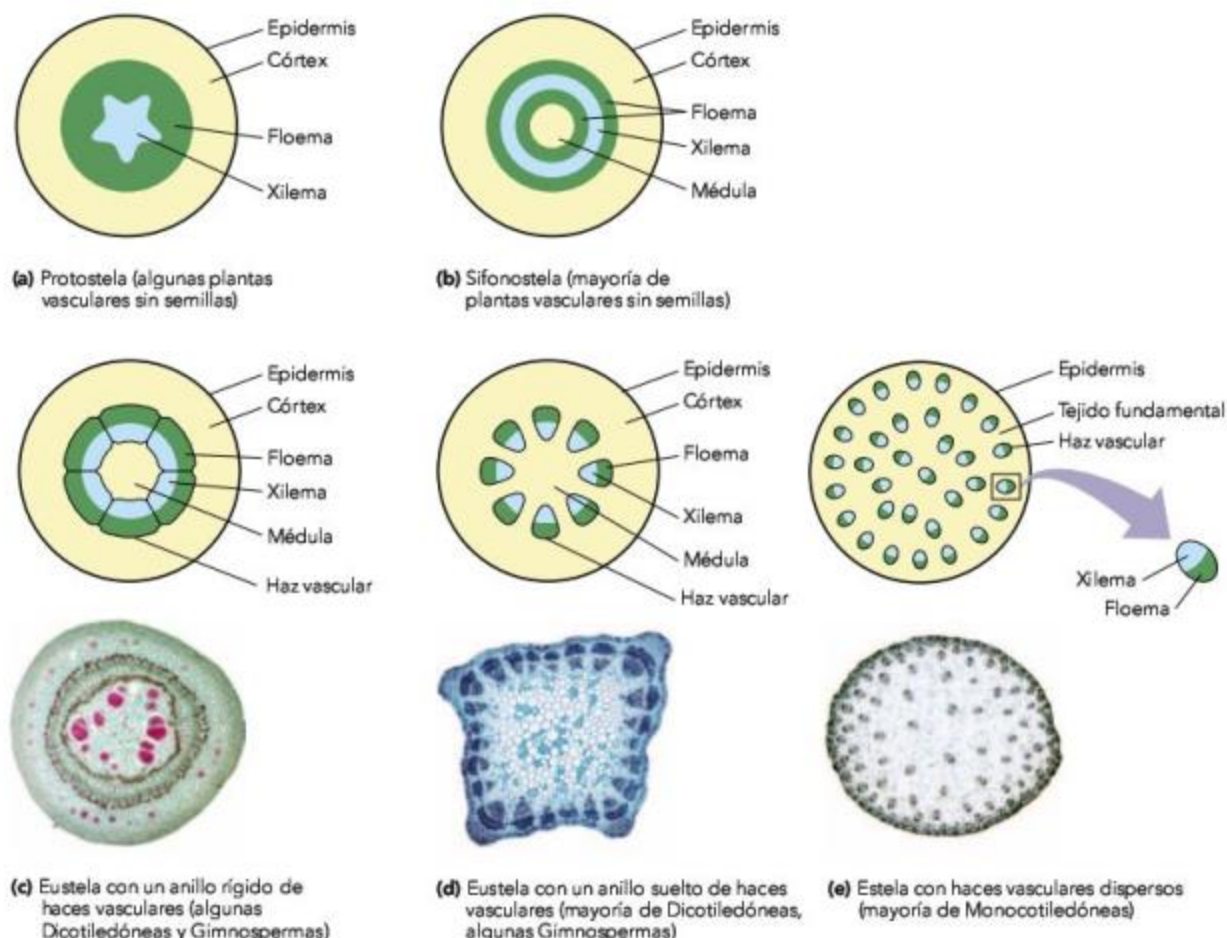 Epidermis
Córtex
Floema
Xilema
(a) Protostela (algunas plantas
vasculares sin semillas)
Epidermis
Córtex
Floema
Xilema
Médula
(b) Sifonostela (mayoría de
plantas vasculares sin semillas)
Epidermis
Córtex
Floema
Xilema
Médula
Haz vascular
(c) Eustela con un anillo rígido de
haces vasculares (algunas
Dicotiledóneas y Gimnospermas)
Epidermis
Córtex
Floema
Xilema
Médula
Haz vascular
(d) Eustela con un anillo suelto de haces
vasculares (mayoría de Dicotiledóneas,
algunas Gimnospermas)
Epidermis
Tejido fundamental
Haz vascular
Xilema
Floema
(e) Estela con haces vasculares dispersos
(mayoría de Monocotiledóneas)